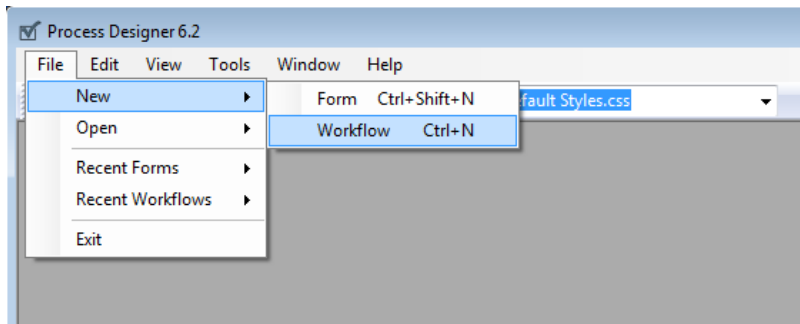 Process Designer 6.2
File Edit View Tools Window Help
New
Form Ctrl+Shift+N
fault Styles.css
Workflow Ctrl+N
Open
Recent Forms
Recent Workflows
Exit